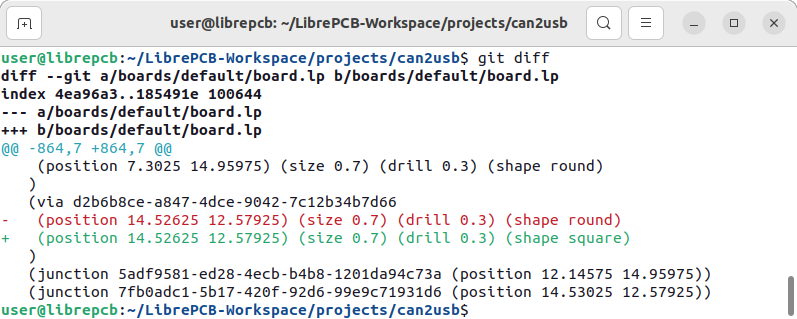 user@librepcb: ~/LibrePCB-Workspace/projects/can2usb
user@librepcb:~/LibrePCB-Workspace/projects/can2usb$ git diff
diff --git a/boards/default/board.lp b/boards/default/board.lp
index 4ea96a3..185491e 100644
--- a/boards/default/board.lp
+++ b/boards/default/board.lp
@@ -864,7 +864,7 @@
    (position 7.3025 14.95975) (size 0.7) (drill 0.3) (shape round)
   )
   (via d2b6b8ce-a847-4dce-9042-7c12b34b7d66
-   (position 14.52625 12.57925) (size 0.7) (drill 0.3) (shape round)
+   (position 14.52625 12.57925) (size 0.7) (drill 0.3) (shape square)
   )
   (junction 5adf9581-ed28-4ecb-b4b8-1201da94c73a (position 12.14575 14.95975))
   (junction 7fb0adc1-5b17-420f-92d6-99e9c71931d6 (position 14.53025 12.57925))
user@librepcb:~/LibrePCB-Workspace/projects/can2usb$